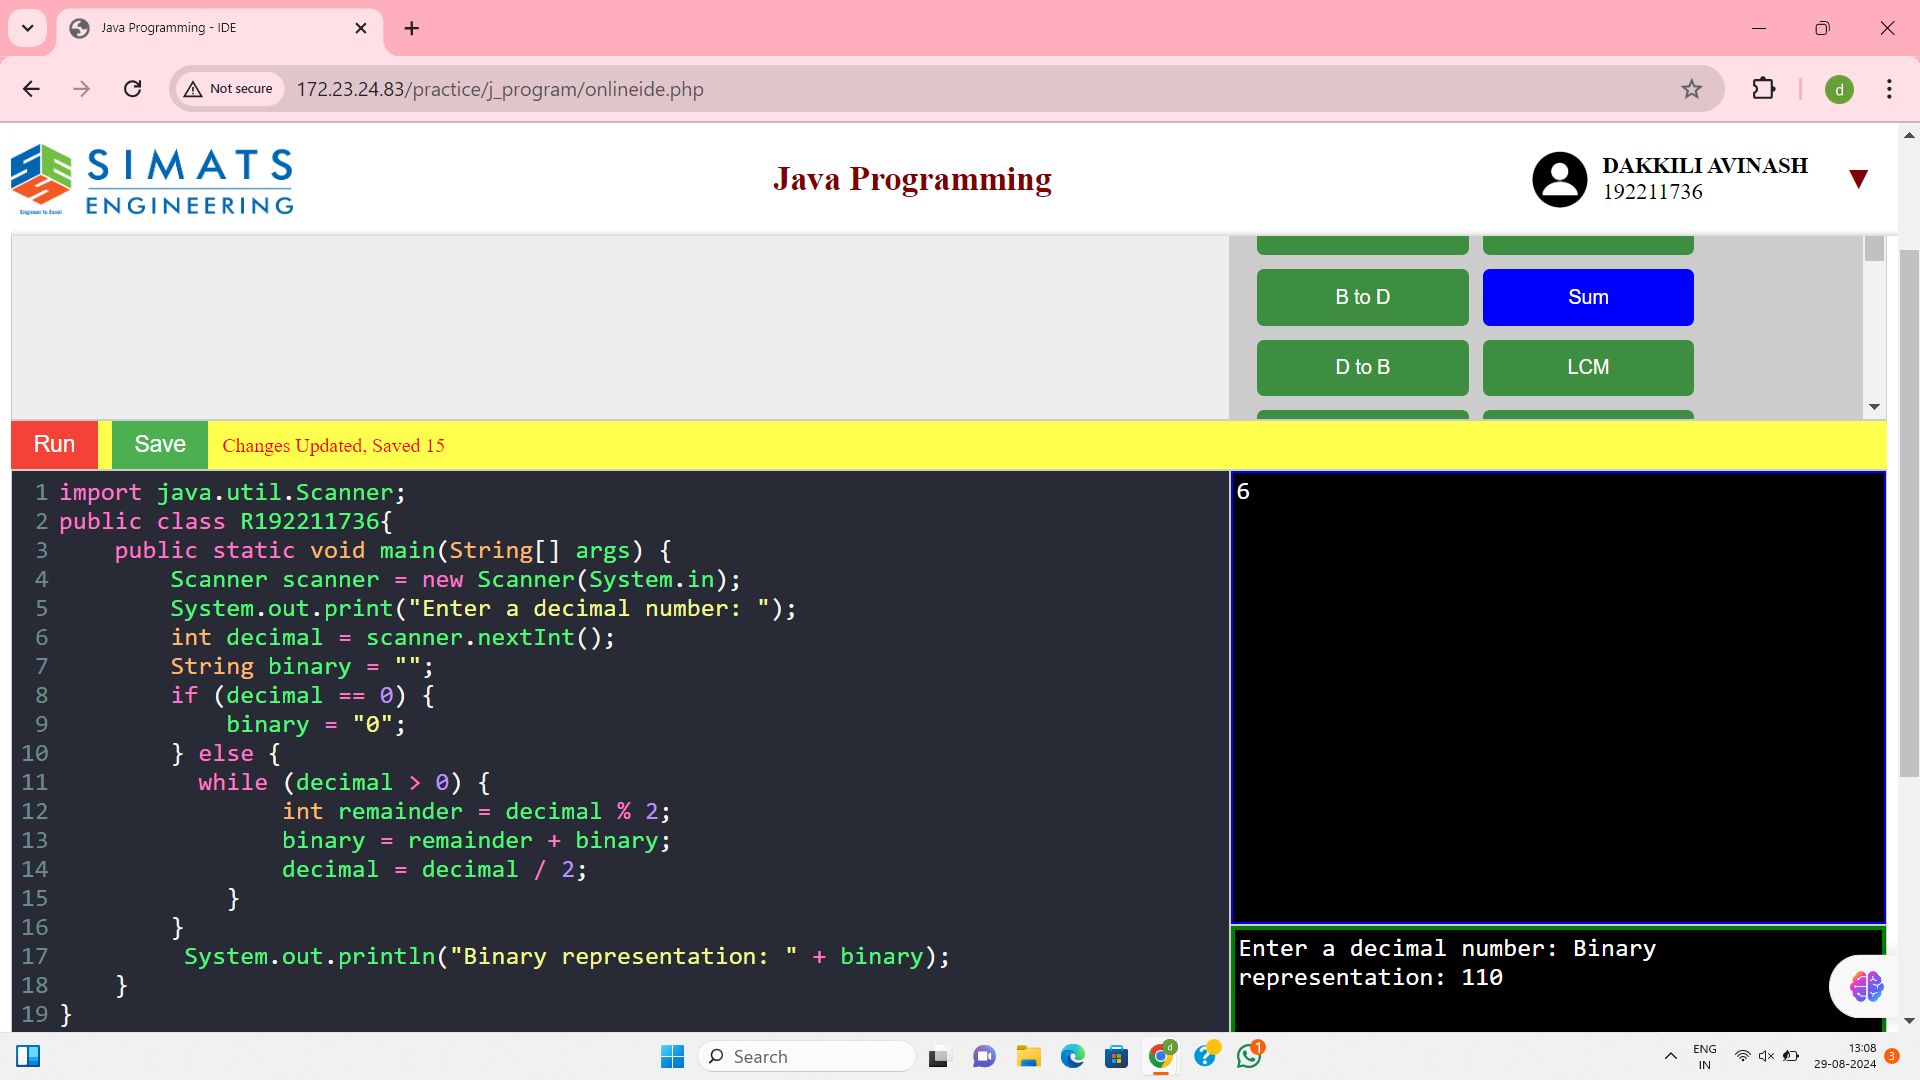 Java Programming - IDE
Not secure
172.23.24.83/practice/j_program/onlineide.php
d
SIMATS
ENGINEERING
Engineer to Excel
Java Programming
DAKKILI AVINASH
192211736
B to D
Sum
D to B
LCM
Run
Save
Changes Updated, Saved 15
1 import java.util.Scanner;
2 public class R192211736{
3     public static void main(String[] args) {
4         Scanner scanner = new Scanner(System.in);
5         System.out.print("Enter a decimal number: ");
6         int decimal = scanner.nextInt();
7         String binary = "";
8         if (decimal == 0) {
9             binary = "0";
10         } else {
11           while (decimal > 0) {
12                 int remainder = decimal % 2;
13                 binary = remainder + binary;
14                 decimal = decimal / 2;
15             }
16         }
17          System.out.println("Binary representation: " + binary);
18     }
19 }
6
Enter a decimal number: Binary
representation: 110
Search
d
1
ENG
IN
13:08
29-08-2024
3